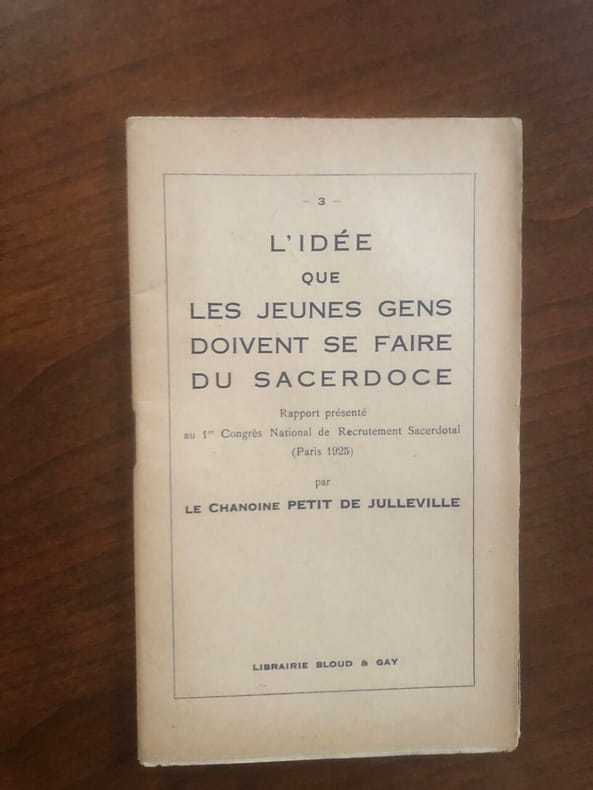 - 3 -
L'IDÉE
QUE
LES JEUNES GENS
DOIVENT SE FAIRE
DU SACERDOCE
Rapport présenté
au 1er Congrès National de Recrutement Sacerdotal
(Paris 1925)
par
LE CHANOINE PETIT DE JULLEVILLE
LIBRAIRIE BLOUD & GAY